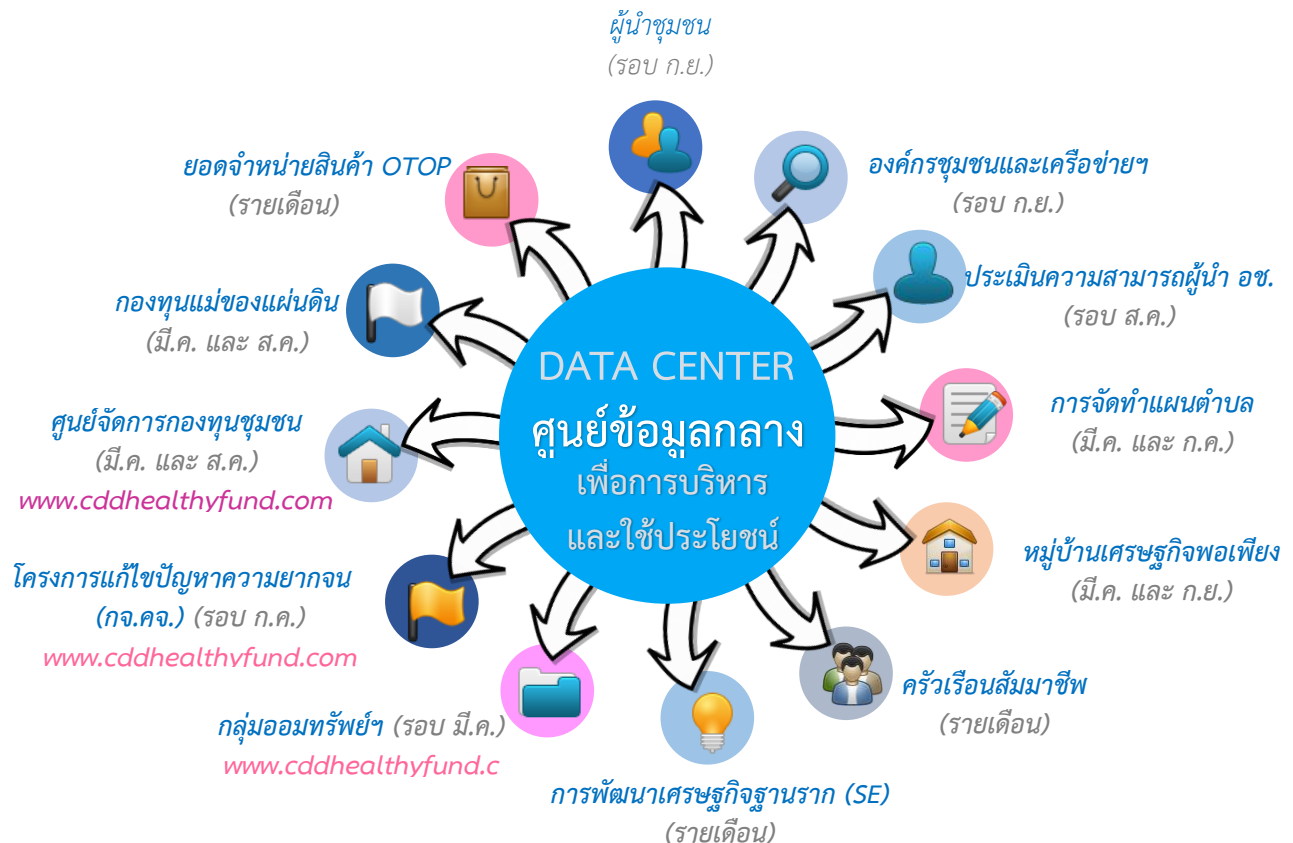 ผู้นำชุมชน
(รอบ ก.ย.)
องค์กรชุมชนและเครือข่ายฯ
(รอบ ก.ย.)
ประเมินความสามารถผู้นำ อช.
(รอบ ส.ค.)
การจัดทำแผนตำบล
(มี.ค. และ ก.ค.)
หมู่บ้านเศรษฐกิจพอเพียง
(มี.ค. และ ก.ย.)
ครัวเรือนสัมมาชีพ
(รายเดือน)
การพัฒนาเศรษฐกิจฐานราก (SE)
(รายเดือน)
กลุ่มออมทรัพย์ฯ (รอบ มี.ค.)
www.cddhealthyfund.c
โครงการแก้ไขปัญหาความยากจน
(กจ.คจ.) (รอบ ก.ค.)
www.cddhealthyfund.com
ศูนย์จัดการกองทุนชุมชน
(มี.ค. และ ส.ค.)
www.cddhealthyfund.com
กองทุนแม่ของแผ่นดิน
(มี.ค. และ ส.ค.)
ยอดจำหน่ายสินค้า OTOP
(รายเดือน)
DATA CENTER
ศูนย์ข้อมูลกลาง
เพื่อการบริหาร
และใช้ประโยชน์